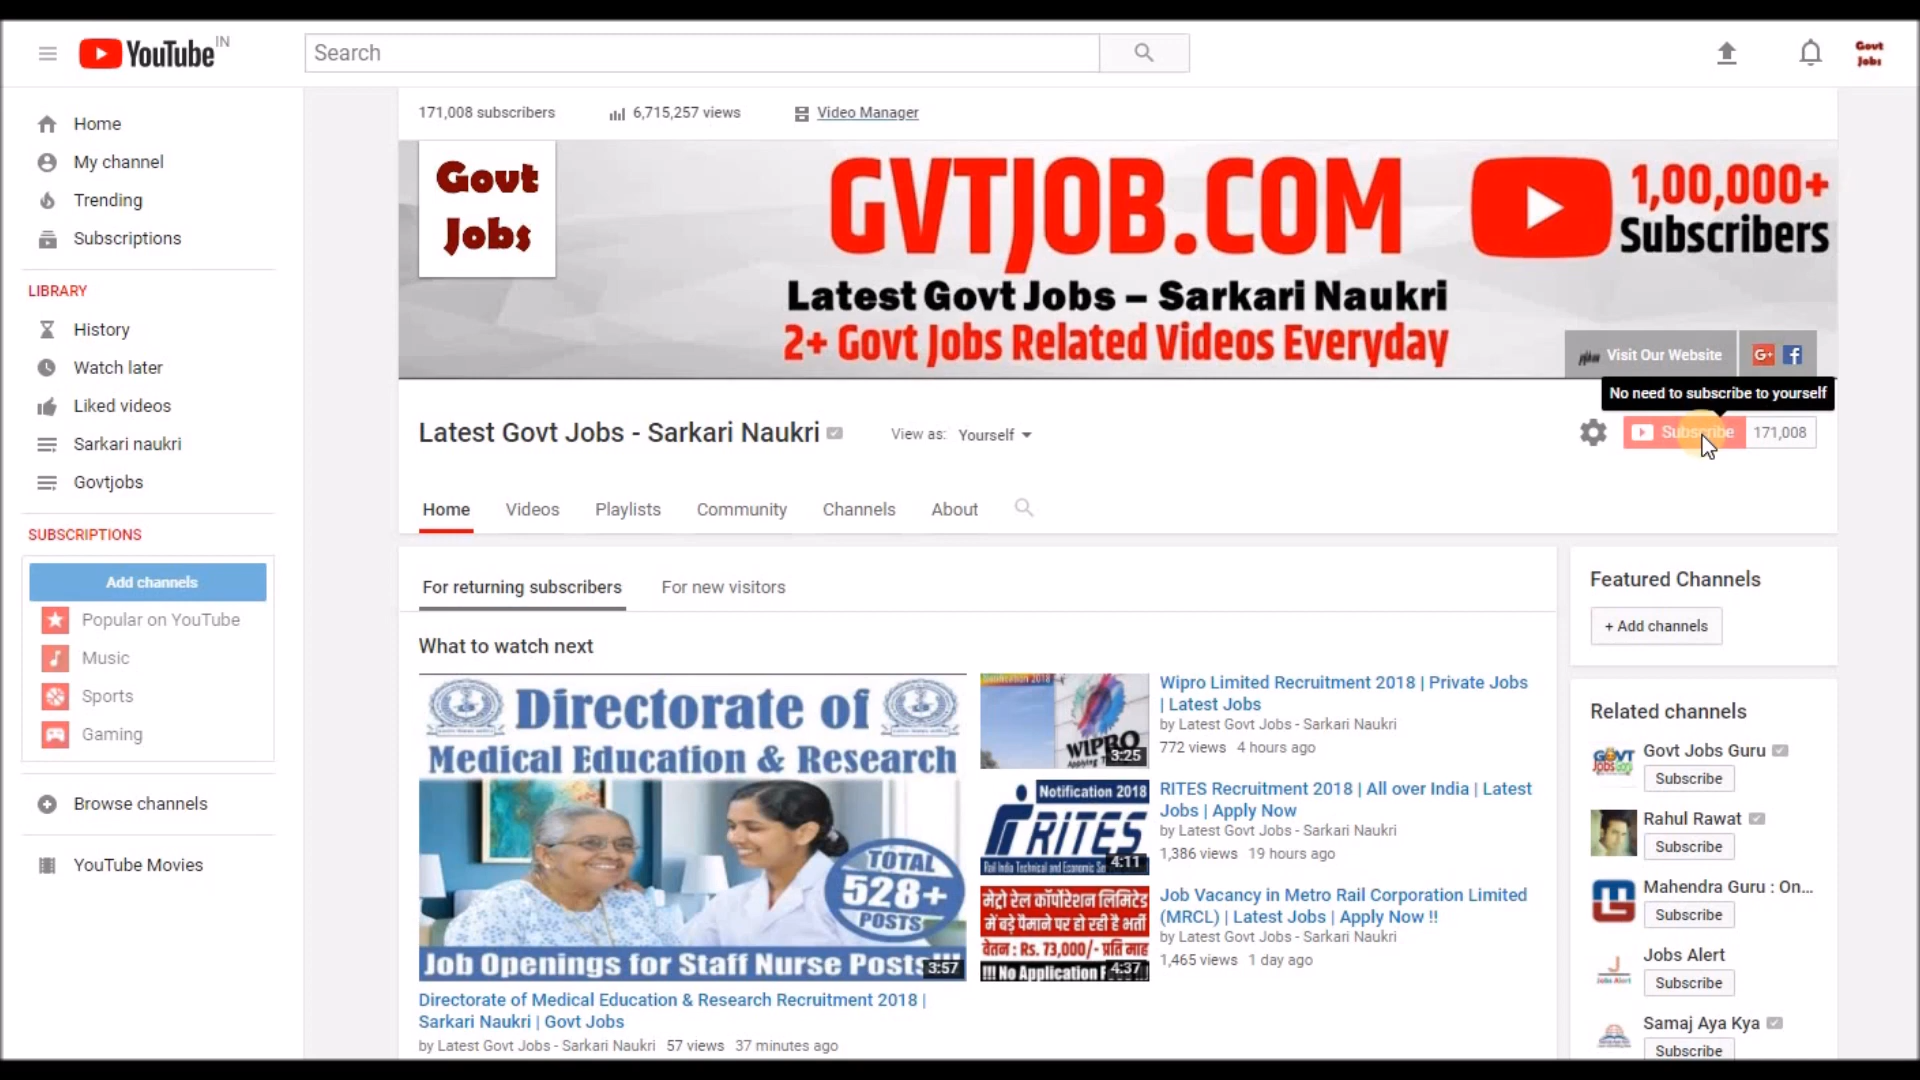 YouTube IN
Search
Govt
Jobs
Home
My channel
Trending
Subscriptions
LIBRARY
History
Watch later
Liked videos
Sarkari naukri
Govtjobs
SUBSCRIPTIONS
Add channels
Popular on YouTube
Music
Sports
Gaming
Browse channels
YouTube Movies
171,008 subscribers
6,715,257 views
Video Manager
Govt
Jobs
GVTJOB.COM
Latest Govt Jobs – Sarkari Naukri
2+ Govt Jobs Related Videos Everyday
1,00,000+
Subscribers
Visit Our Website
G+ f
No need to subscribe to yourself
Latest Govt Jobs - Sarkari Naukri
View as: Yourself
Subscribe 171,008
Home Videos Playlists Community Channels About
For returning subscribers For new visitors
What to watch next
Directorate of
Medical Education & Research
TOTAL
528+
POSTS
Job Openings for Staff Nurse Posts
3:57
Directorate of Medical Education & Research Recruitment 2018 |
Sarkari Naukri | Govt Jobs
by Latest Govt Jobs - Sarkari Naukri 57 views 37 minutes ago
WIPRO
3:25
Wipro Limited Recruitment 2018 | Private Jobs
| Latest Jobs
by Latest Govt Jobs - Sarkari Naukri
772 views 4 hours ago
Notification 2018
RITES
Rail India Technical and Economic
4:11
RITES Recruitment 2018 | All over India | Latest
Jobs | Apply Now
by Latest Govt Jobs - Sarkari Naukri
1,386 views 19 hours ago
मेट्रो रेल कॉर्पोरेशन लिमिटेड
में बड़े पैमाने पर हो रही है भर्ती
वेतन : Rs. 73,000/- प्रति माह
!!! No Application
4:37
Job Vacancy in Metro Rail Corporation Limited
(MRCL) | Latest Jobs | Apply Now !!
by Latest Govt Jobs - Sarkari Naukri
1,465 views 1 day ago
Featured Channels
+ Add channels
Related channels
Govt Jobs Guru
Subscribe
Rahul Rawat
Subscribe
Mahendra Guru : On...
Subscribe
Jobs Alert
Jobs Alert
Subscribe
Samaj Aya Kya
Subscribe